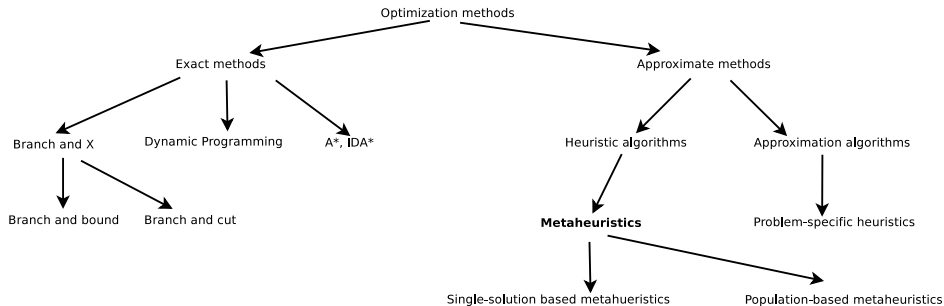 Optimization methods
Exact methods
Approximate methods
Branch and X
Dynamic Programming
A*, IDA*
Heuristic algorithms
Approximation algorithms
Branch and bound
Branch and cut
Metaheuristics
Problem-specific heuristics
Single-solution based metahueristics
Population-based metaheuristics